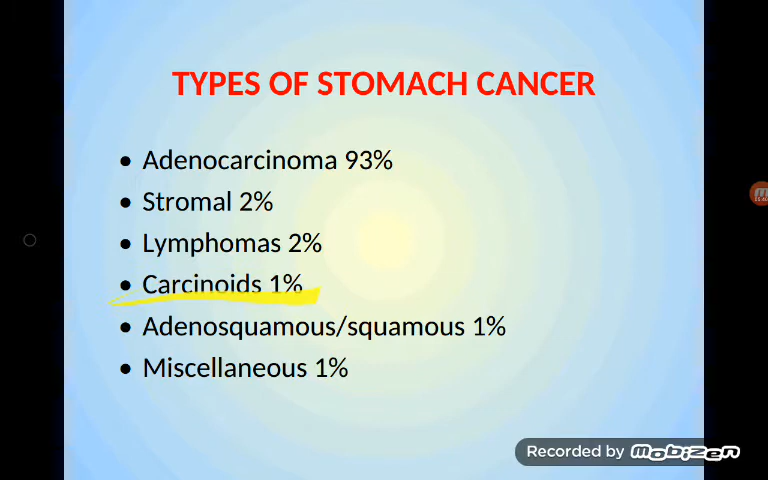 TYPES OF STOMACH CANCER
• Adenocarcinoma 93%
• Stromal 2%
• Lymphomas 2%
• Carcinoids 1%
• Adenosquamous/squamous 1%
• Miscellaneous 1%
Recorded by mobizen